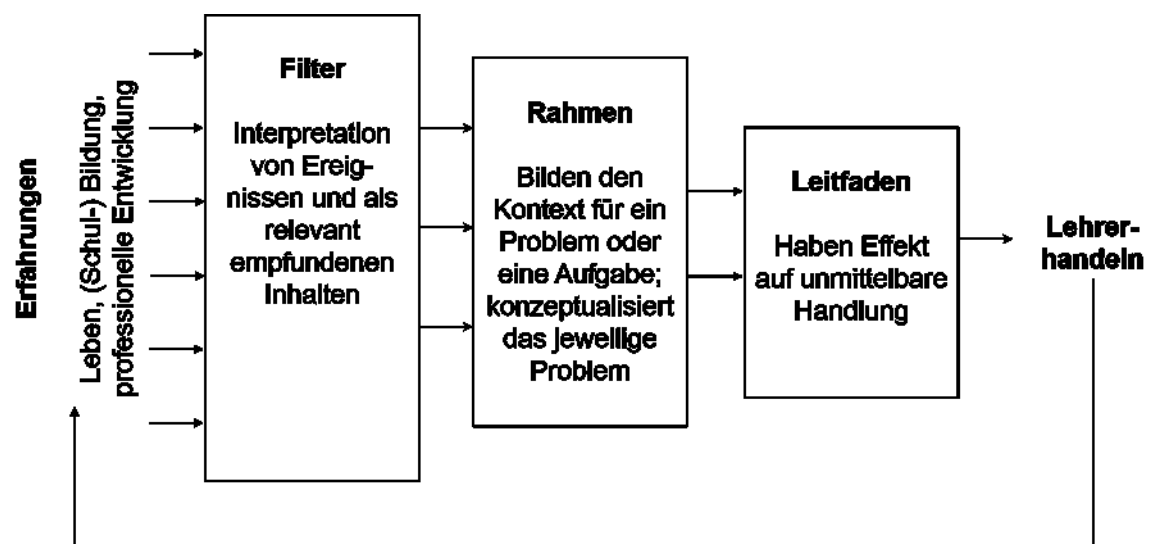 Erfahrungen
Leben, (Schul-) Bildung,
professionelle Entwicklung
Filter
Interpretation
von Ereig-
nissen und als
relevant
empfundenen
Inhalten
Rahmen
Bilden den
Kontext für ein
Problem oder
eine Aufgabe;
konzeptualisiert
das jeweilige
Problem
Leitfaden
Haben Effekt
auf unmittelbare
Handlung
Lehrer-
handeln